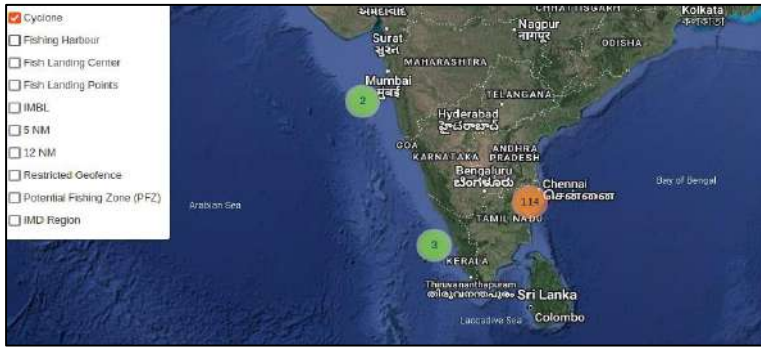 Cyclone
Fishing Harbour
Fish Landing Center
Fish Landing Points
IMBL
5 NM
12 NM
Restricted Geofence
Potential Fishing Zone (PFZ)
IMD Region
અમદાવાદ
CHHATTISGARH
Kolkata
কলকাতা
Nagpur
नागपूर
Surat
સુરત
ODISHA
MAHARASHTRA
Mumbai
मुंबई
2
TELANGANA
Hyderabad
హైదరాబాద్
GOA
KARNATAKA
ANDHRA
PRADESH
Bengaluru
ಬೆಂಗಳೂರು
Chennai
சென்னை
Bay of Bengal
Arabian Sea
114
TAMIL NADU
3
KERALA
Thiruvananthapuram
തിരുവനന്തപുരം
Sri Lanka
Colombo
Laccadive Sea